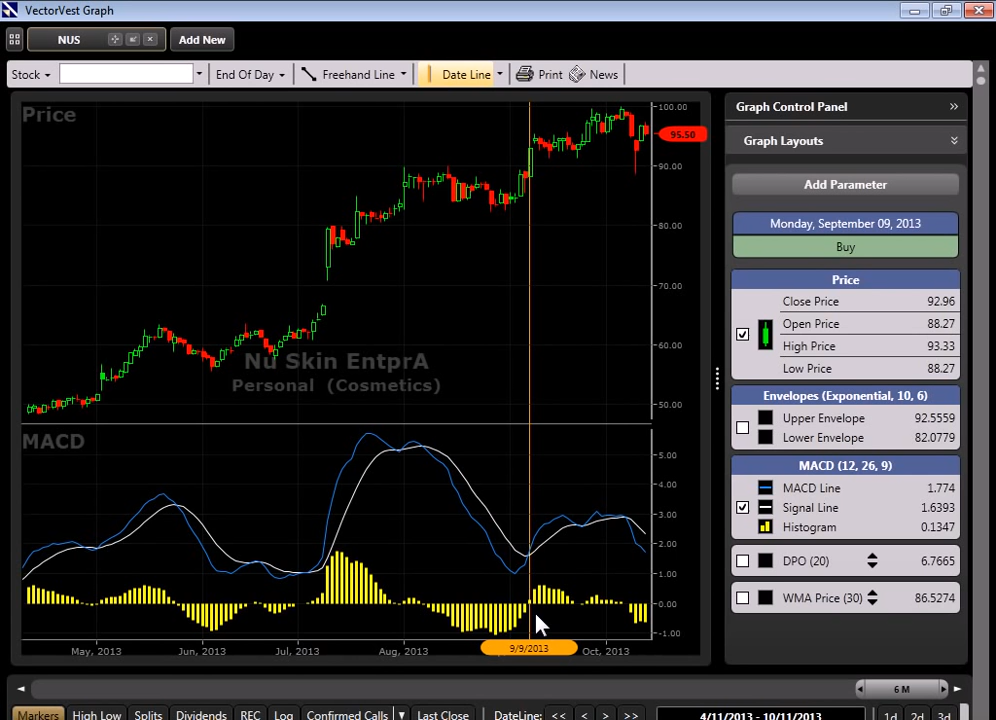 VectorVest Graph
NUS
Add New
Stock
End Of Day
Freehand Line
Date Line
Print
News
Price
100.00
95.50
90.00
80.00
70.00
60.00
50.00
Nu Skin EntprA
Personal (Cosmetics)
MACD
5.00
4.00
3.00
2.00
1.00
0.00
-1.00
May, 2013
Jun, 2013
Jul, 2013
Aug, 2013
9/9/2013
Oct, 2013
Graph Control Panel
Graph Layouts
Add Parameter
Monday, September 09, 2013
Buy
Price
Close Price 92.96
Open Price 88.27
High Price 93.33
Low Price 88.27
Envelopes (Exponential, 10, 6)
Upper Envelope 92.5559
Lower Envelope 82.0779
MACD (12, 26, 9)
MACD Line 1.774
Signal Line 1.6393
Histogram 0.1347
DPO (20) 6.7665
WMA Price (30) 86.5274
6 M
Markers High Low Splits Dividends REC Log Confirmed Calls Last Close DateLine: << < > >> 4/11/2013 - 10/11/2013 1d 2d 3d